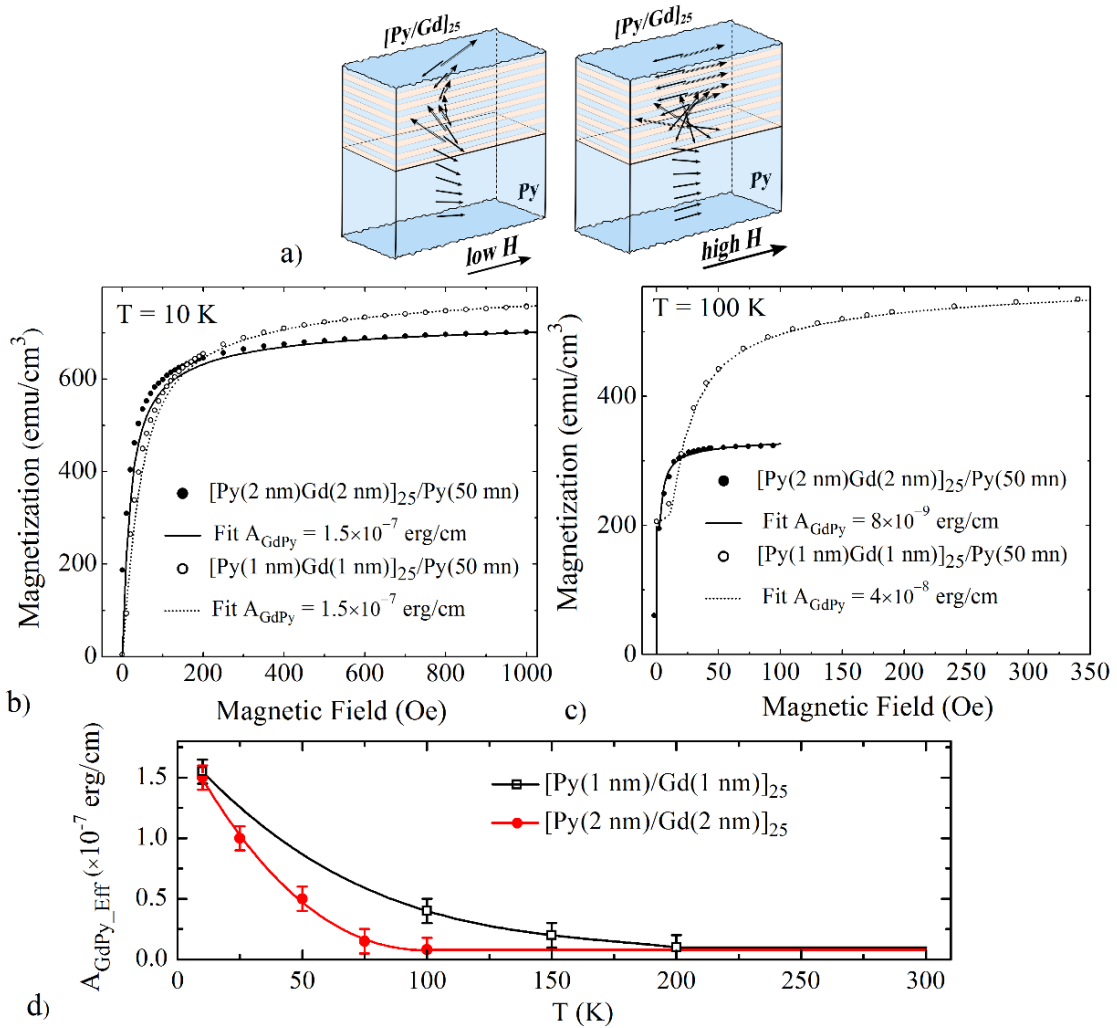 [Py/Gd]25
[Py/Gd]25
Py
Py
low H
high H
a)
T = 10 K
Magnetization (emu/cm³)
600
400
200
0
[Py(2 nm)Gd(2 nm)]25/Py(50 mn)
Fit AGdPy = 1.5×10⁻⁷ erg/cm
[Py(1 nm)Gd(1 nm)]25/Py(50 mn)
Fit AGdPy = 1.5×10⁻⁷ erg/cm
0 200 400 600 800 1000
b)
Magnetic Field (Oe)
T = 100 K
Magnetization (emu/cm³)
400
200
0
[Py(2 nm)Gd(2 nm)]25/Py(50 mn)
Fit AGdPy = 8×10⁻⁹ erg/cm
[Py(1 nm)Gd(1 nm)]25/Py(50 mn)
Fit AGdPy = 4×10⁻⁸ erg/cm
0 50 100 150 200 250 300 350
c)
Magnetic Field (Oe)
AGdPy_Eff (×10⁻⁷ erg/cm)
1.5
1.0
0.5
0.0
[Py(1 nm)/Gd(1 nm)]25
[Py(2 nm)/Gd(2 nm)]25
0 50 100 150 200 250 300
d)
T (K)